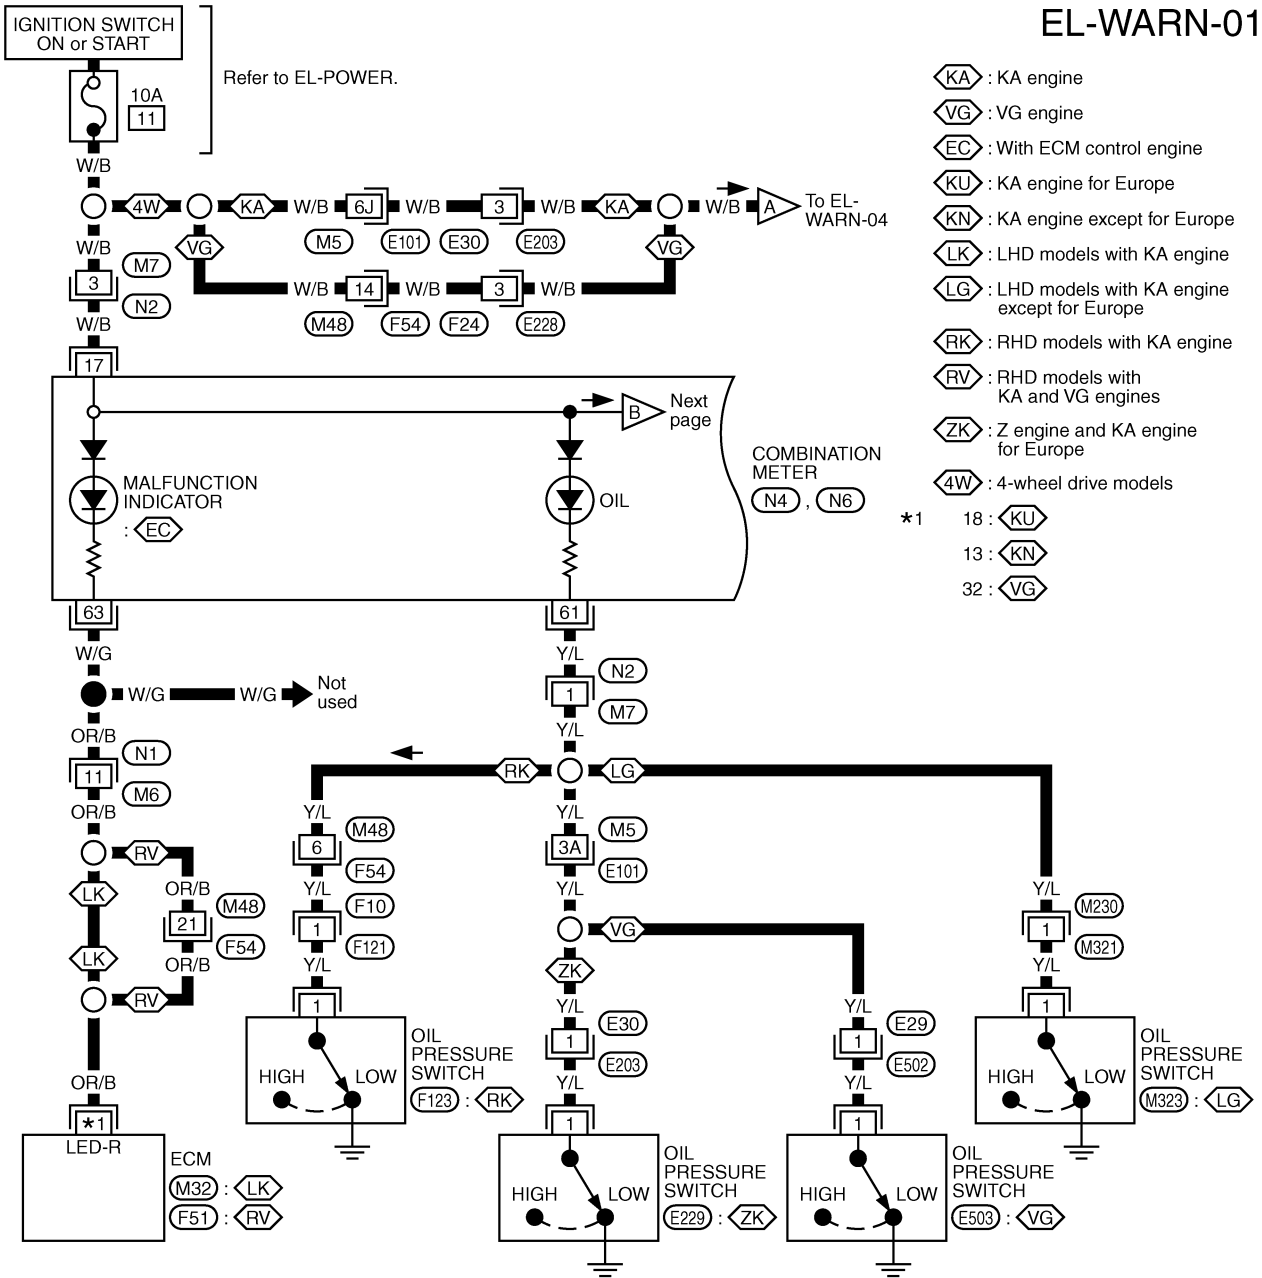 EL-WARN-01
IGNITION SWITCH
ON or START
Refer to EL-POWER.
10A
11
W/B
4W
KA
W/B
6J
W/B
3
W/B
KA
W/B
A
To EL-
WARN-04
M5
E101
E30
E203
W/B
VG
VG
M7
3
N2
W/B
14
W/B
3
W/B
M48
F54
F24
E228
W/B
17
B
Next
page
MALFUNCTION
INDICATOR
: EC
OIL
COMBINATION
METER
N4 , N6
KA : KA engine
VG : VG engine
EC : With ECM control engine
KU : KA engine for Europe
KN : KA engine except for Europe
LK : LHD models with KA engine
LG : LHD models with KA engine
except for Europe
RK : RHD models with KA engine
RV : RHD models with
KA and VG engines
ZK : Z engine and KA engine
for Europe
4W : 4-wheel drive models
*1 18 : KU
13 : KN
32 : VG
63
61
W/G
Y/L
W/G
W/G
Not
used
N2
1
M7
OR/B
Y/L
N1
11
M6
RK
LG
OR/B
Y/L
Y/L
M48
6
F54
M5
3A
E101
RV
LK
OR/B
Y/L
Y/L
Y/L
M48
21
F54
F10
1
F121
VG
M230
1
M321
LK
OR/B
Y/L
ZK
Y/L
RV
1
Y/L
Y/L
1
E30
1
E203
E29
1
E502
OIL
PRESSURE
SWITCH
HIGH
LOW
F123 : RK
OIL
PRESSURE
SWITCH
HIGH
LOW
M323 : LG
OR/B
Y/L
Y/L
*1
LED-R
1
1
ECM
M32 : LK
F51 : RV
OIL
PRESSURE
SWITCH
HIGH
LOW
E229 : ZK
OIL
PRESSURE
SWITCH
HIGH
LOW
E503 : VG